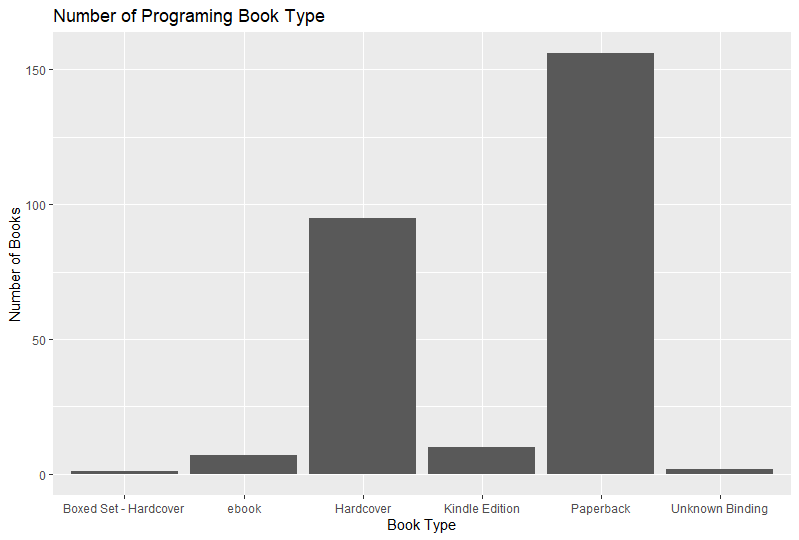 Number of Programing Book Type
Number of Books
150
100
50
0
Boxed Set - Hardcover
ebook
Hardcover
Kindle Edition
Paperback
Unknown Binding
Book Type